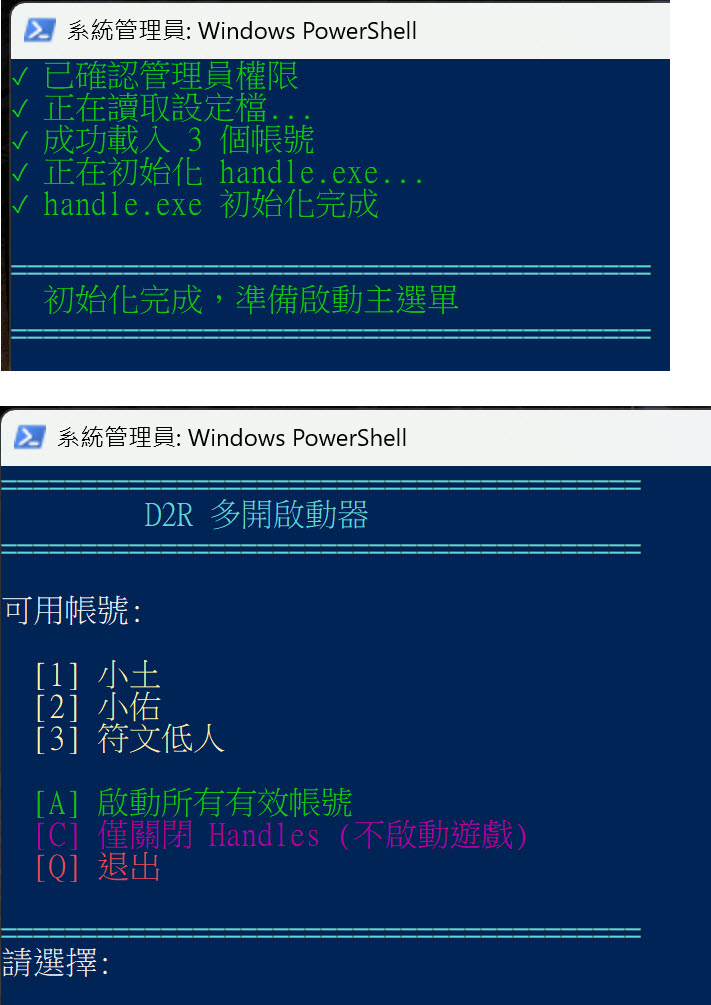 系統管理員: Windows PowerShell
✓ 已確認管理員權限
✓ 正在讀取設定檔...
✓ 成功載入 3 個帳號
✓ 正在初始化 handle.exe...
✓ handle.exe 初始化完成
========================================
初始化完成，準備啟動主選單
========================================
系統管理員: Windows PowerShell
========================================
D2R 多開啟動器
========================================
可用帳號:
[1] 小土
[2] 小佑
[3] 符文低人
[A] 啟動所有有效帳號
[C] 僅關閉 Handles (不啟動遊戲)
[Q] 退出
========================================
請選擇: